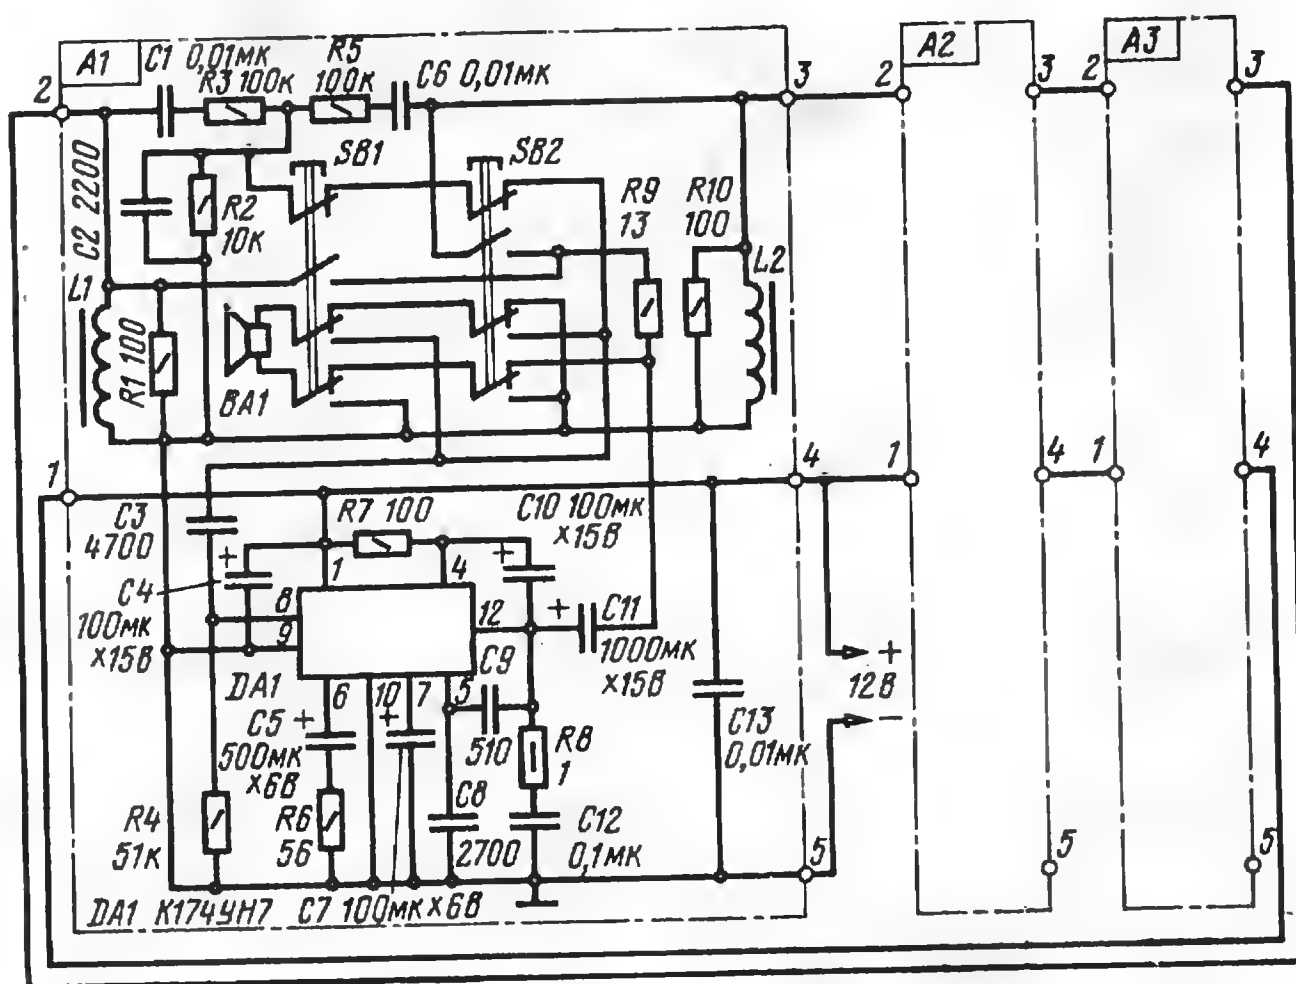 A1
C1 0,01мк
R3 100к
R5
100к
C6 0,01мк
2
3
2
A2
3
2
A3
3
C2 2200
R2
10к
SB1
SB2
R9
13
R10
100
L1
L2
R1 100
BA1
1
4
1
4
1
4
C3
4700
R7 100
C10 100мк
×15В
+
+
1
4
C4
100мк
×15В
8
9
12
+
C11
1000мк
×15В
+
12В
−
DA1
6
10
7
5
C9
510
C5
+
500мк
×6В
+
R8
1
C13
0,01мк
R4
51к
R6
56
C8
2700
C12
0,1мк
5
5
5
DA1 К174УН7
C7 100мк×6В